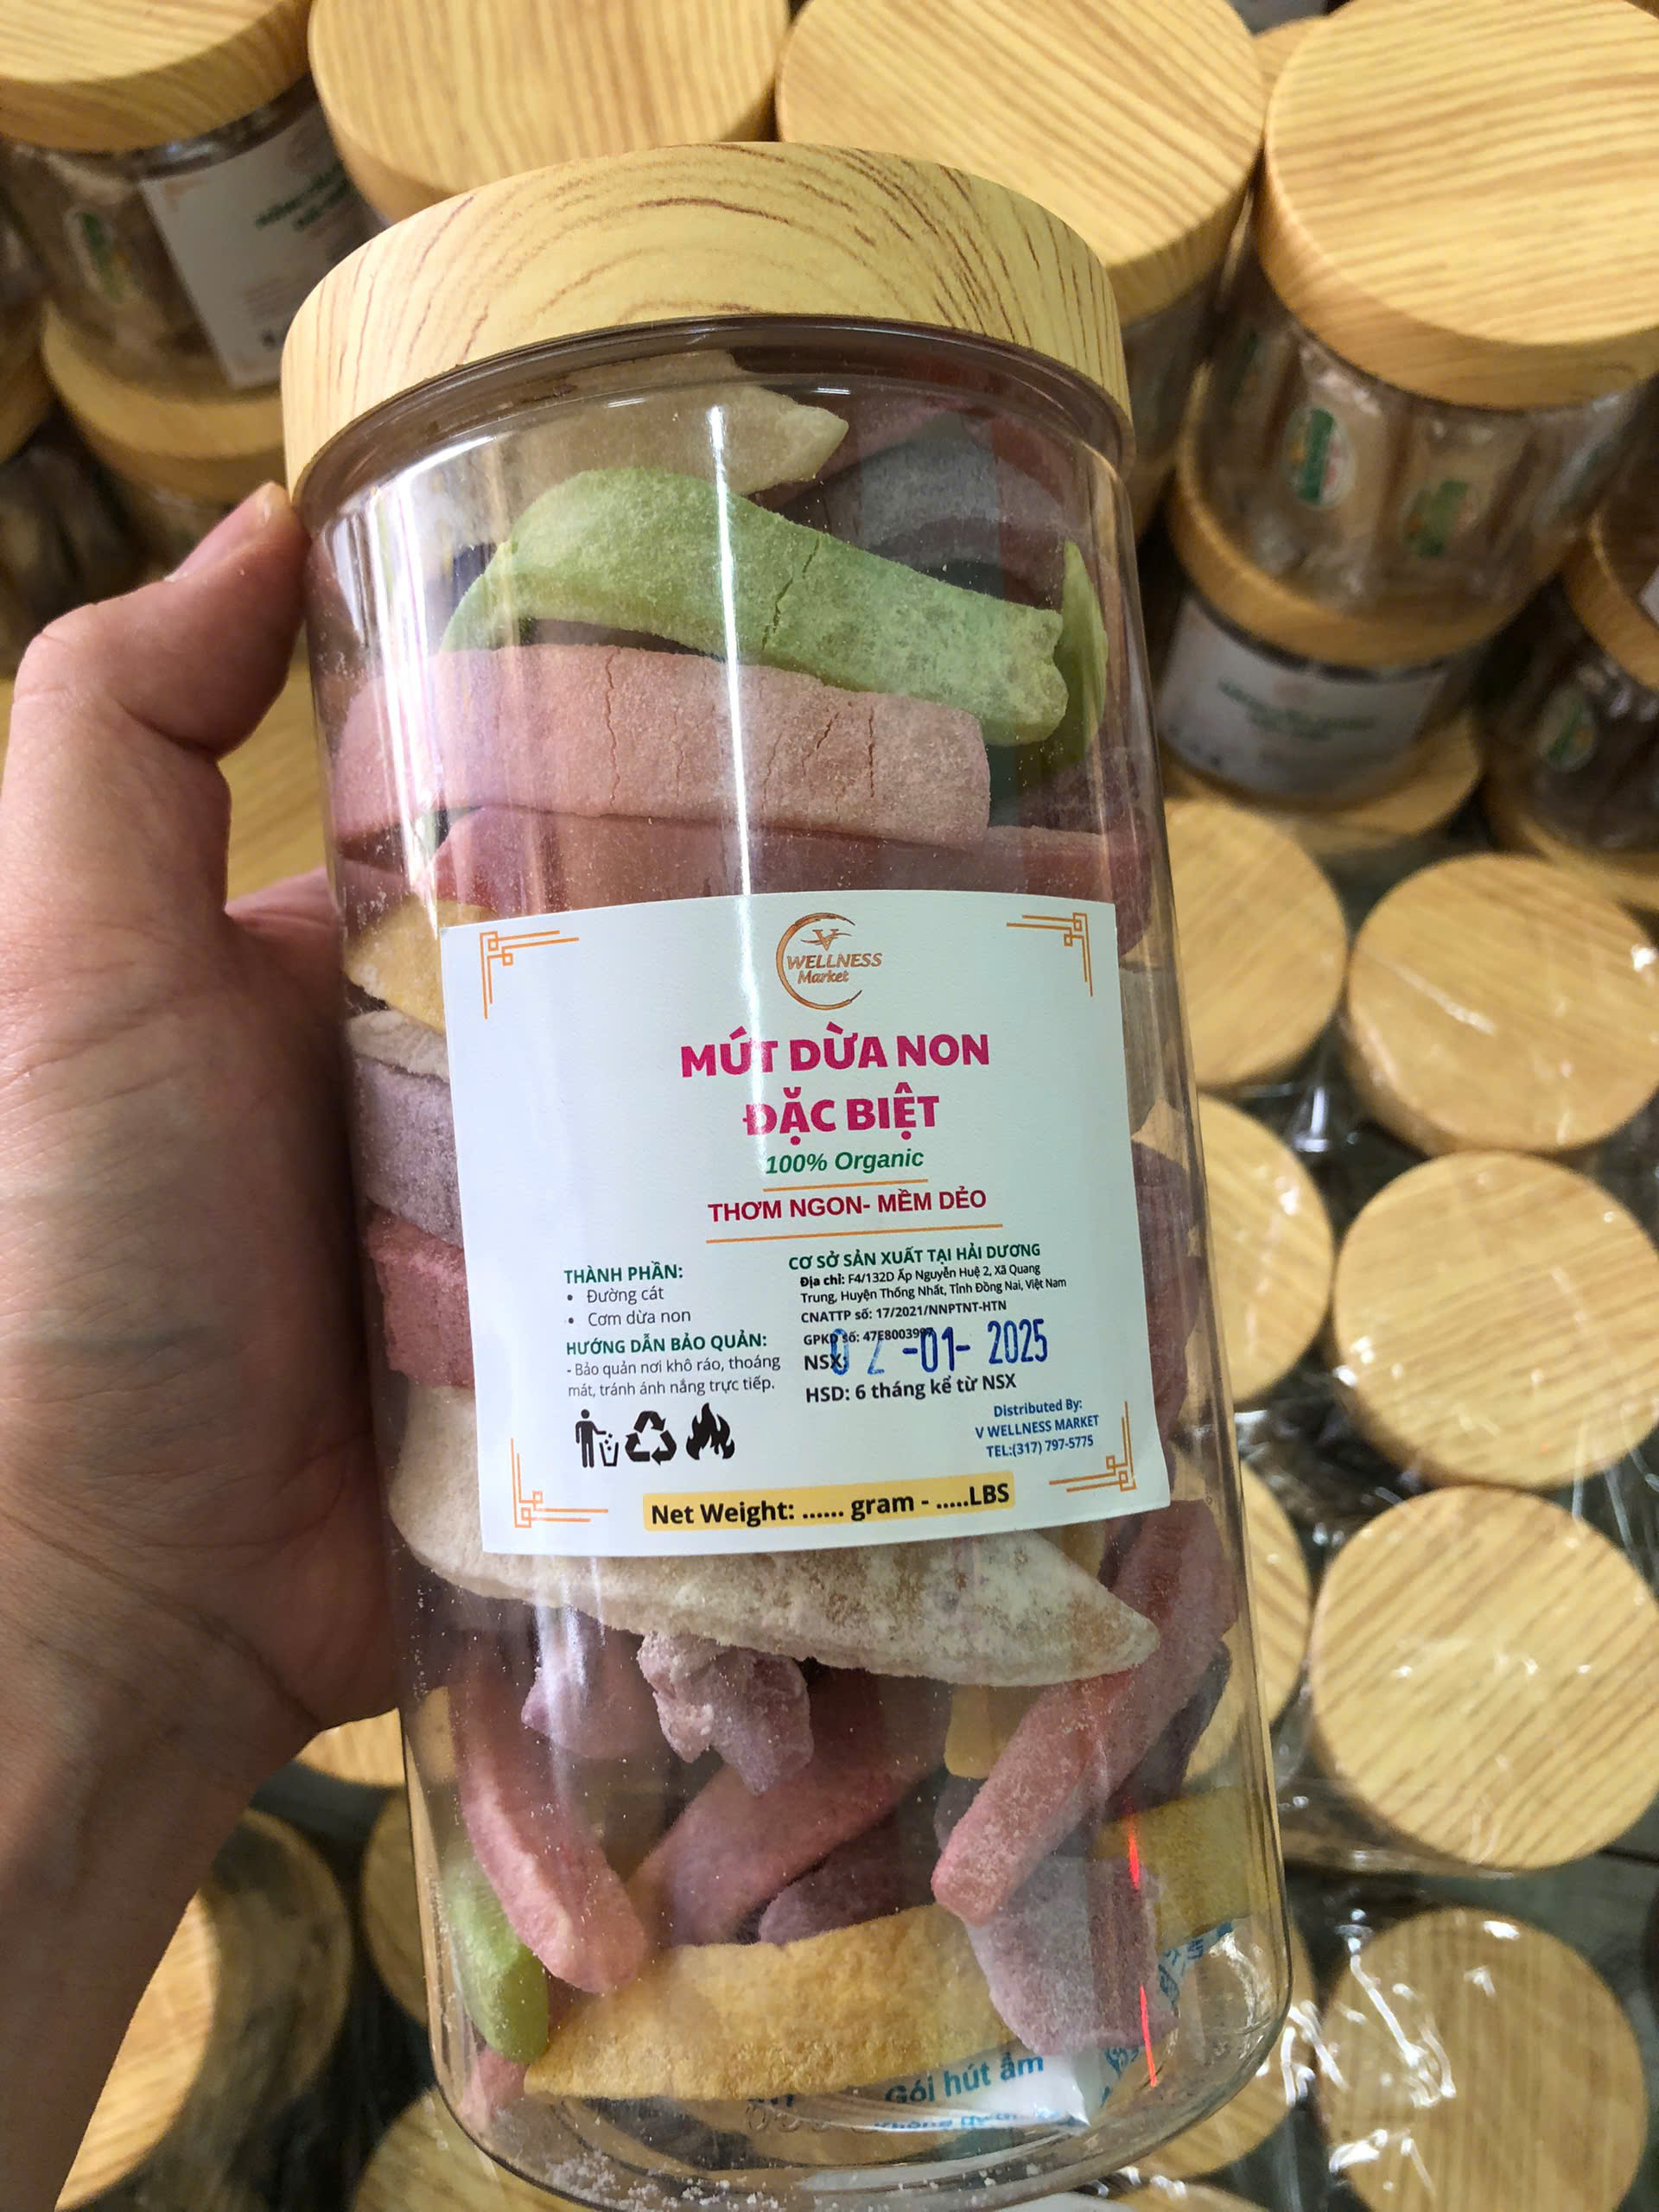 V
WELLNESS
Market
MỨT DỪA NON
ĐẶC BIỆT
100% Organic
THƠM NGON- MỀM DẺO
THÀNH PHẦN:
• Đường cát
• Cơm dừa non
HƯỚNG DẪN BẢO QUẢN:
- Bảo quản nơi khô ráo, thoáng
mát, tránh ánh nắng trực tiếp.
CƠ SỞ SẢN XUẤT TẠI HẢI DƯƠNG
Địa chỉ: F4/132D Ấp Nguyễn Huệ 2, Xã Quang
Trung, Huyện Thống Nhất, Tỉnh Đồng Nai, Việt Nam
CNATTP số: 17/2021/NNPTNT-HTN
GPKD số:
NSX: 02 -01- 2025
HSD: 6 tháng kể từ NSX
Distributed By:
V WELLNESS MARKET
TEL:(317) 797-5775
Net Weight: ...... gram - .....LBS
Gói hút ẩm